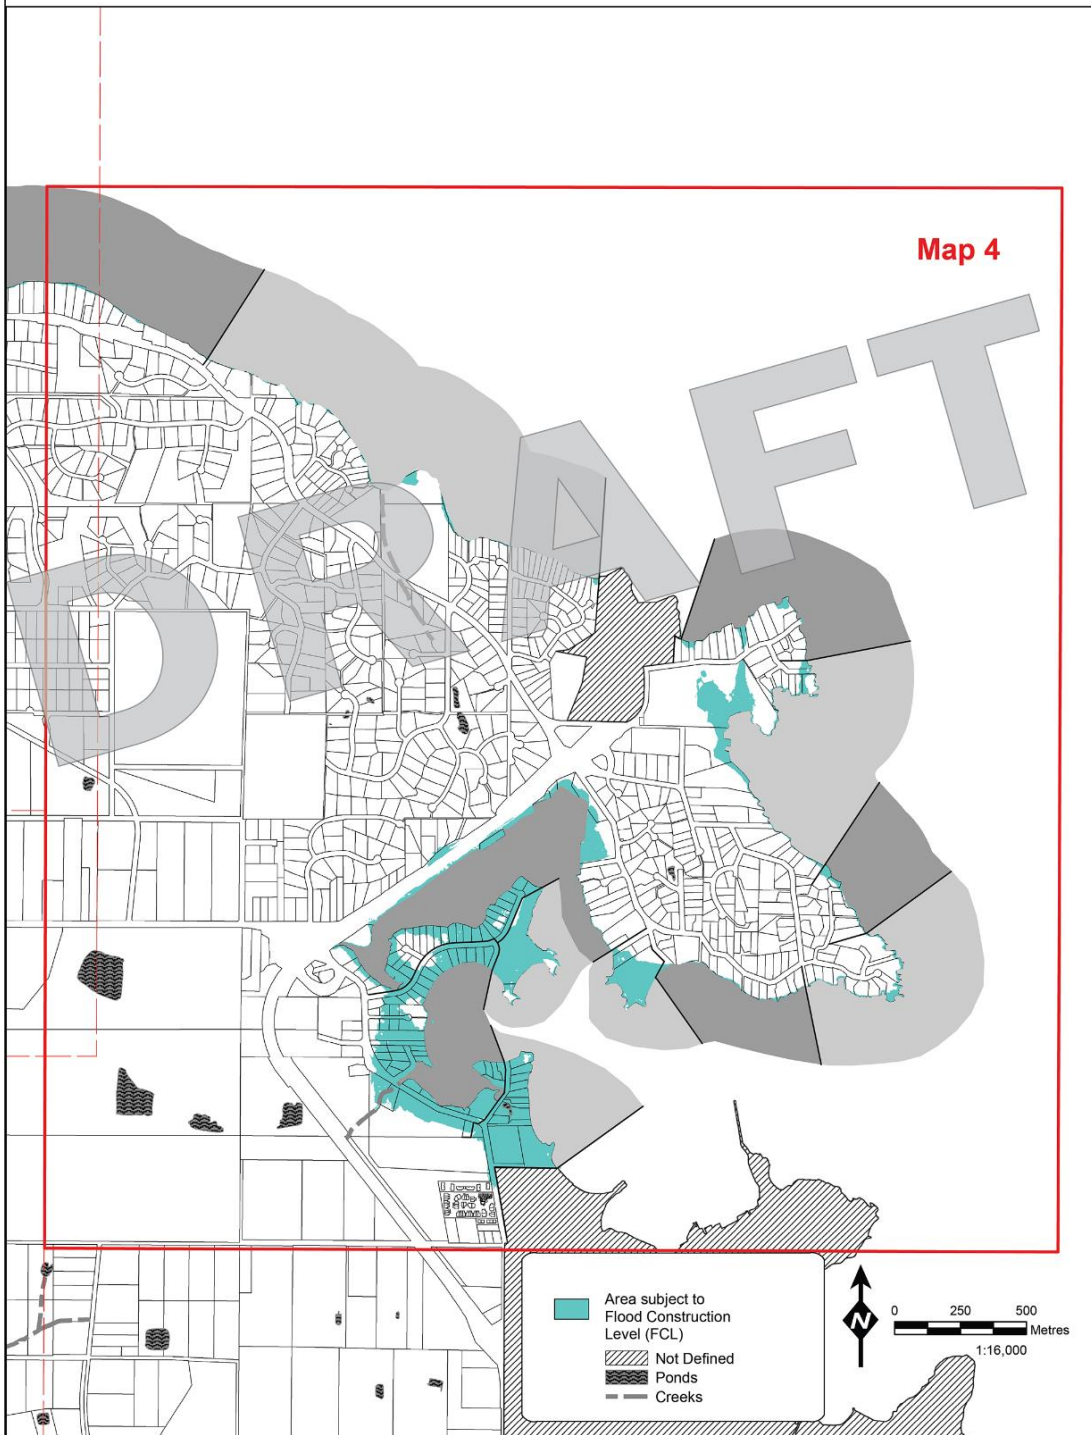 Map 4
DRAFT
Area subject to
Flood Construction
Level (FCL)
Not Defined
Ponds
Creeks
N
0 250 500
Metres
1:16,000